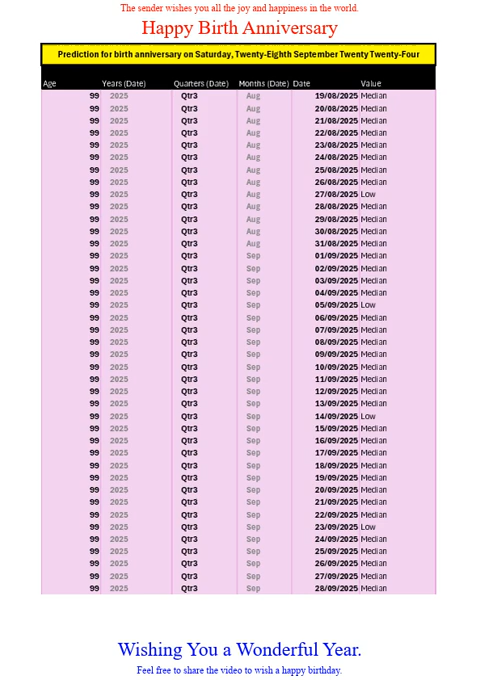 The sender wishes you all the joy and happiness in the world.
Happy Birth Anniversary
Prediction for birth anniversary on Saturday, Twenty-Eighth September Twenty Twenty-Four
Age Years (Date) Quarters (Date) Months (Date) Date Value
99 2025 Qtr3 Aug 19/08/2025 Median
99 2025 Qtr3 Aug 20/08/2025 Median
99 2025 Qtr3 Aug 21/08/2025 Median
99 2025 Qtr3 Aug 22/08/2025 Median
99 2025 Qtr3 Aug 23/08/2025 Median
99 2025 Qtr3 Aug 24/08/2025 Median
99 2025 Qtr3 Aug 25/08/2025 Median
99 2025 Qtr3 Aug 26/08/2025 Median
99 2025 Qtr3 Aug 27/08/2025 Low
99 2025 Qtr3 Aug 28/08/2025 Median
99 2025 Qtr3 Aug 29/08/2025 Median
99 2025 Qtr3 Aug 30/08/2025 Median
99 2025 Qtr3 Aug 31/08/2025 Median
99 2025 Qtr3 Sep 01/09/2025 Median
99 2025 Qtr3 Sep 02/09/2025 Median
99 2025 Qtr3 Sep 03/09/2025 Median
99 2025 Qtr3 Sep 04/09/2025 Median
99 2025 Qtr3 Sep 05/09/2025 Low
99 2025 Qtr3 Sep 06/09/2025 Median
99 2025 Qtr3 Sep 07/09/2025 Median
99 2025 Qtr3 Sep 08/09/2025 Median
99 2025 Qtr3 Sep 09/09/2025 Median
99 2025 Qtr3 Sep 10/09/2025 Median
99 2025 Qtr3 Sep 11/09/2025 Median
99 2025 Qtr3 Sep 12/09/2025 Median
99 2025 Qtr3 Sep 13/09/2025 Median
99 2025 Qtr3 Sep 14/09/2025 Low
99 2025 Qtr3 Sep 15/09/2025 Median
99 2025 Qtr3 Sep 16/09/2025 Median
99 2025 Qtr3 Sep 17/09/2025 Median
99 2025 Qtr3 Sep 18/09/2025 Median
99 2025 Qtr3 Sep 19/09/2025 Median
99 2025 Qtr3 Sep 20/09/2025 Median
99 2025 Qtr3 Sep 21/09/2025 Median
99 2025 Qtr3 Sep 22/09/2025 Median
99 2025 Qtr3 Sep 23/09/2025 Low
99 2025 Qtr3 Sep 24/09/2025 Median
99 2025 Qtr3 Sep 25/09/2025 Median
99 2025 Qtr3 Sep 26/09/2025 Median
99 2025 Qtr3 Sep 27/09/2025 Median
99 2025 Qtr3 Sep 28/09/2025 Median
Wishing You a Wonderful Year.
Feel free to share the video to wish a happy birthday.